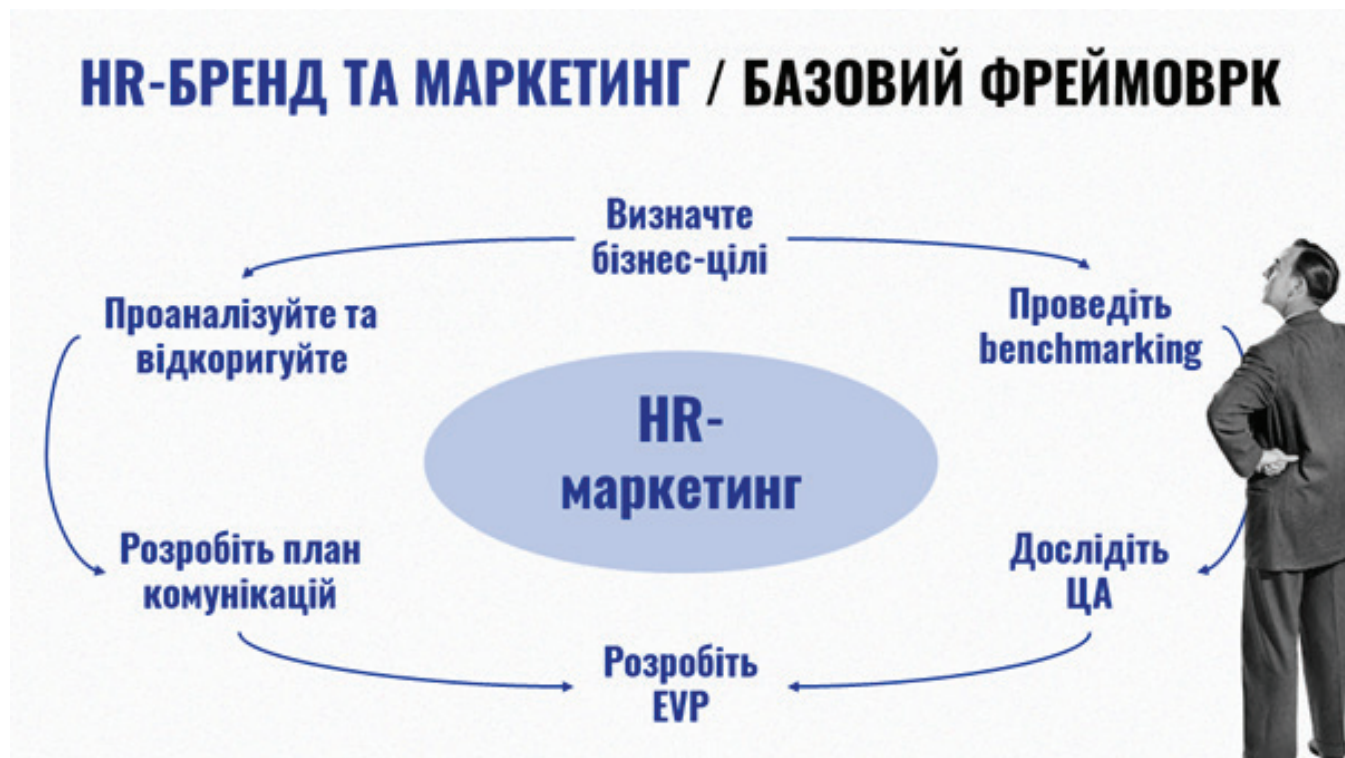 HR-БРЕНД ТА МАРКЕТИНГ / БАЗОВИЙ ФРЕЙМОВРК
Визначте
бізнес-цілі
Проаналізуйте та
відкоригуйте
Проведіть
benchmarking
HR-
маркетинг
Розробіть план
комунікацій
Дослідіть
ЦА
Розробіть
EVP